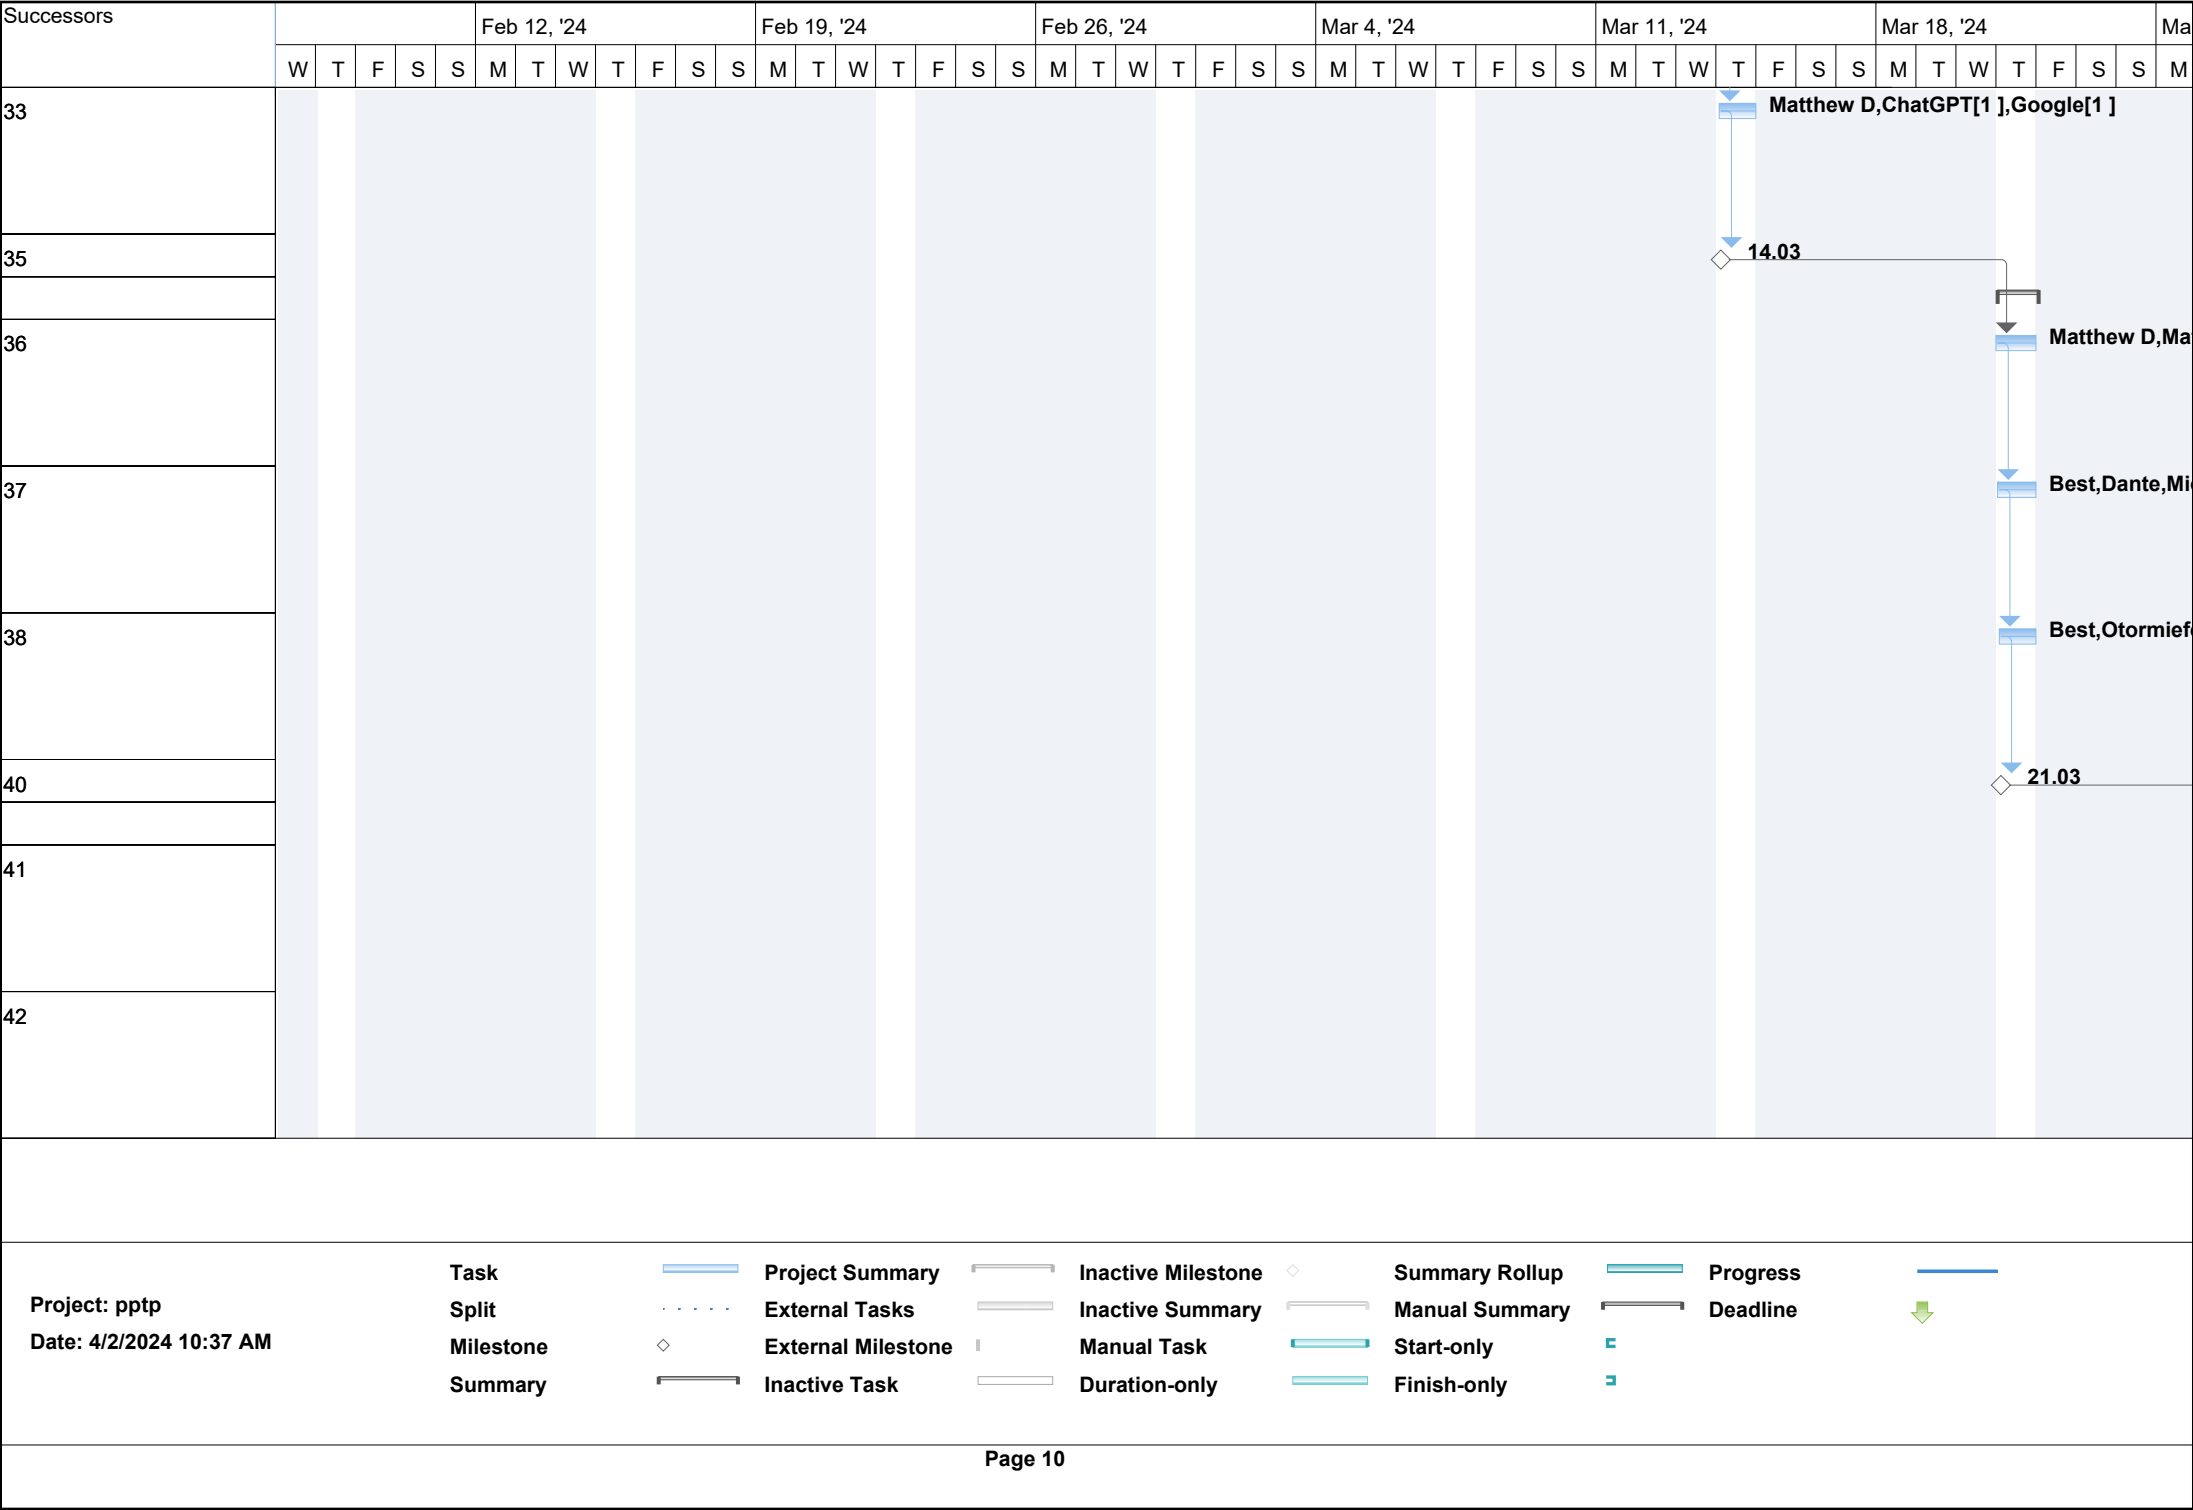 Successors
Feb 12, '24 Feb 19, '24 Feb 26, '24 Mar 4, '24 Mar 11, '24 Mar 18, '24 Ma
W T F S S M T W T F S S M T W T F S S M T W T F S S M T W T F S S M T W T F S S M T W T F S S M
33 Matthew D,ChatGPT[1 ],Google[1 ]
35 14.03
36 Matthew D,Ma
37 Best,Dante,Mi
38 Best,Otormief
40 21.03
41
42
Task Project Summary Inactive Milestone Summary Rollup Progress
Project: pptp
Split External Tasks Inactive Summary Manual Summary Deadline
Date: 4/2/2024 10:37 AM
Milestone External Milestone Manual Task Start-only
Summary Inactive Task Duration-only Finish-only
Page 10